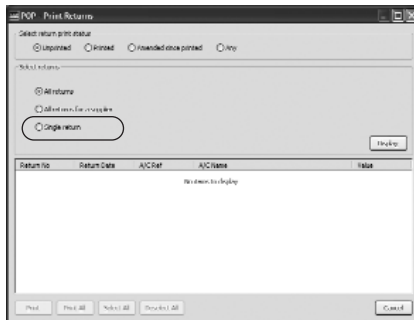 POP - Print Returns
Select return print status
Unprinted Printed Amended since printed Any
Select returns
All returns
All returns for a supplier
Single return
Display
Return No Return Date A/C Ref A/C Name Value
No items to display
Print Print All Select All Deselect All Cancel